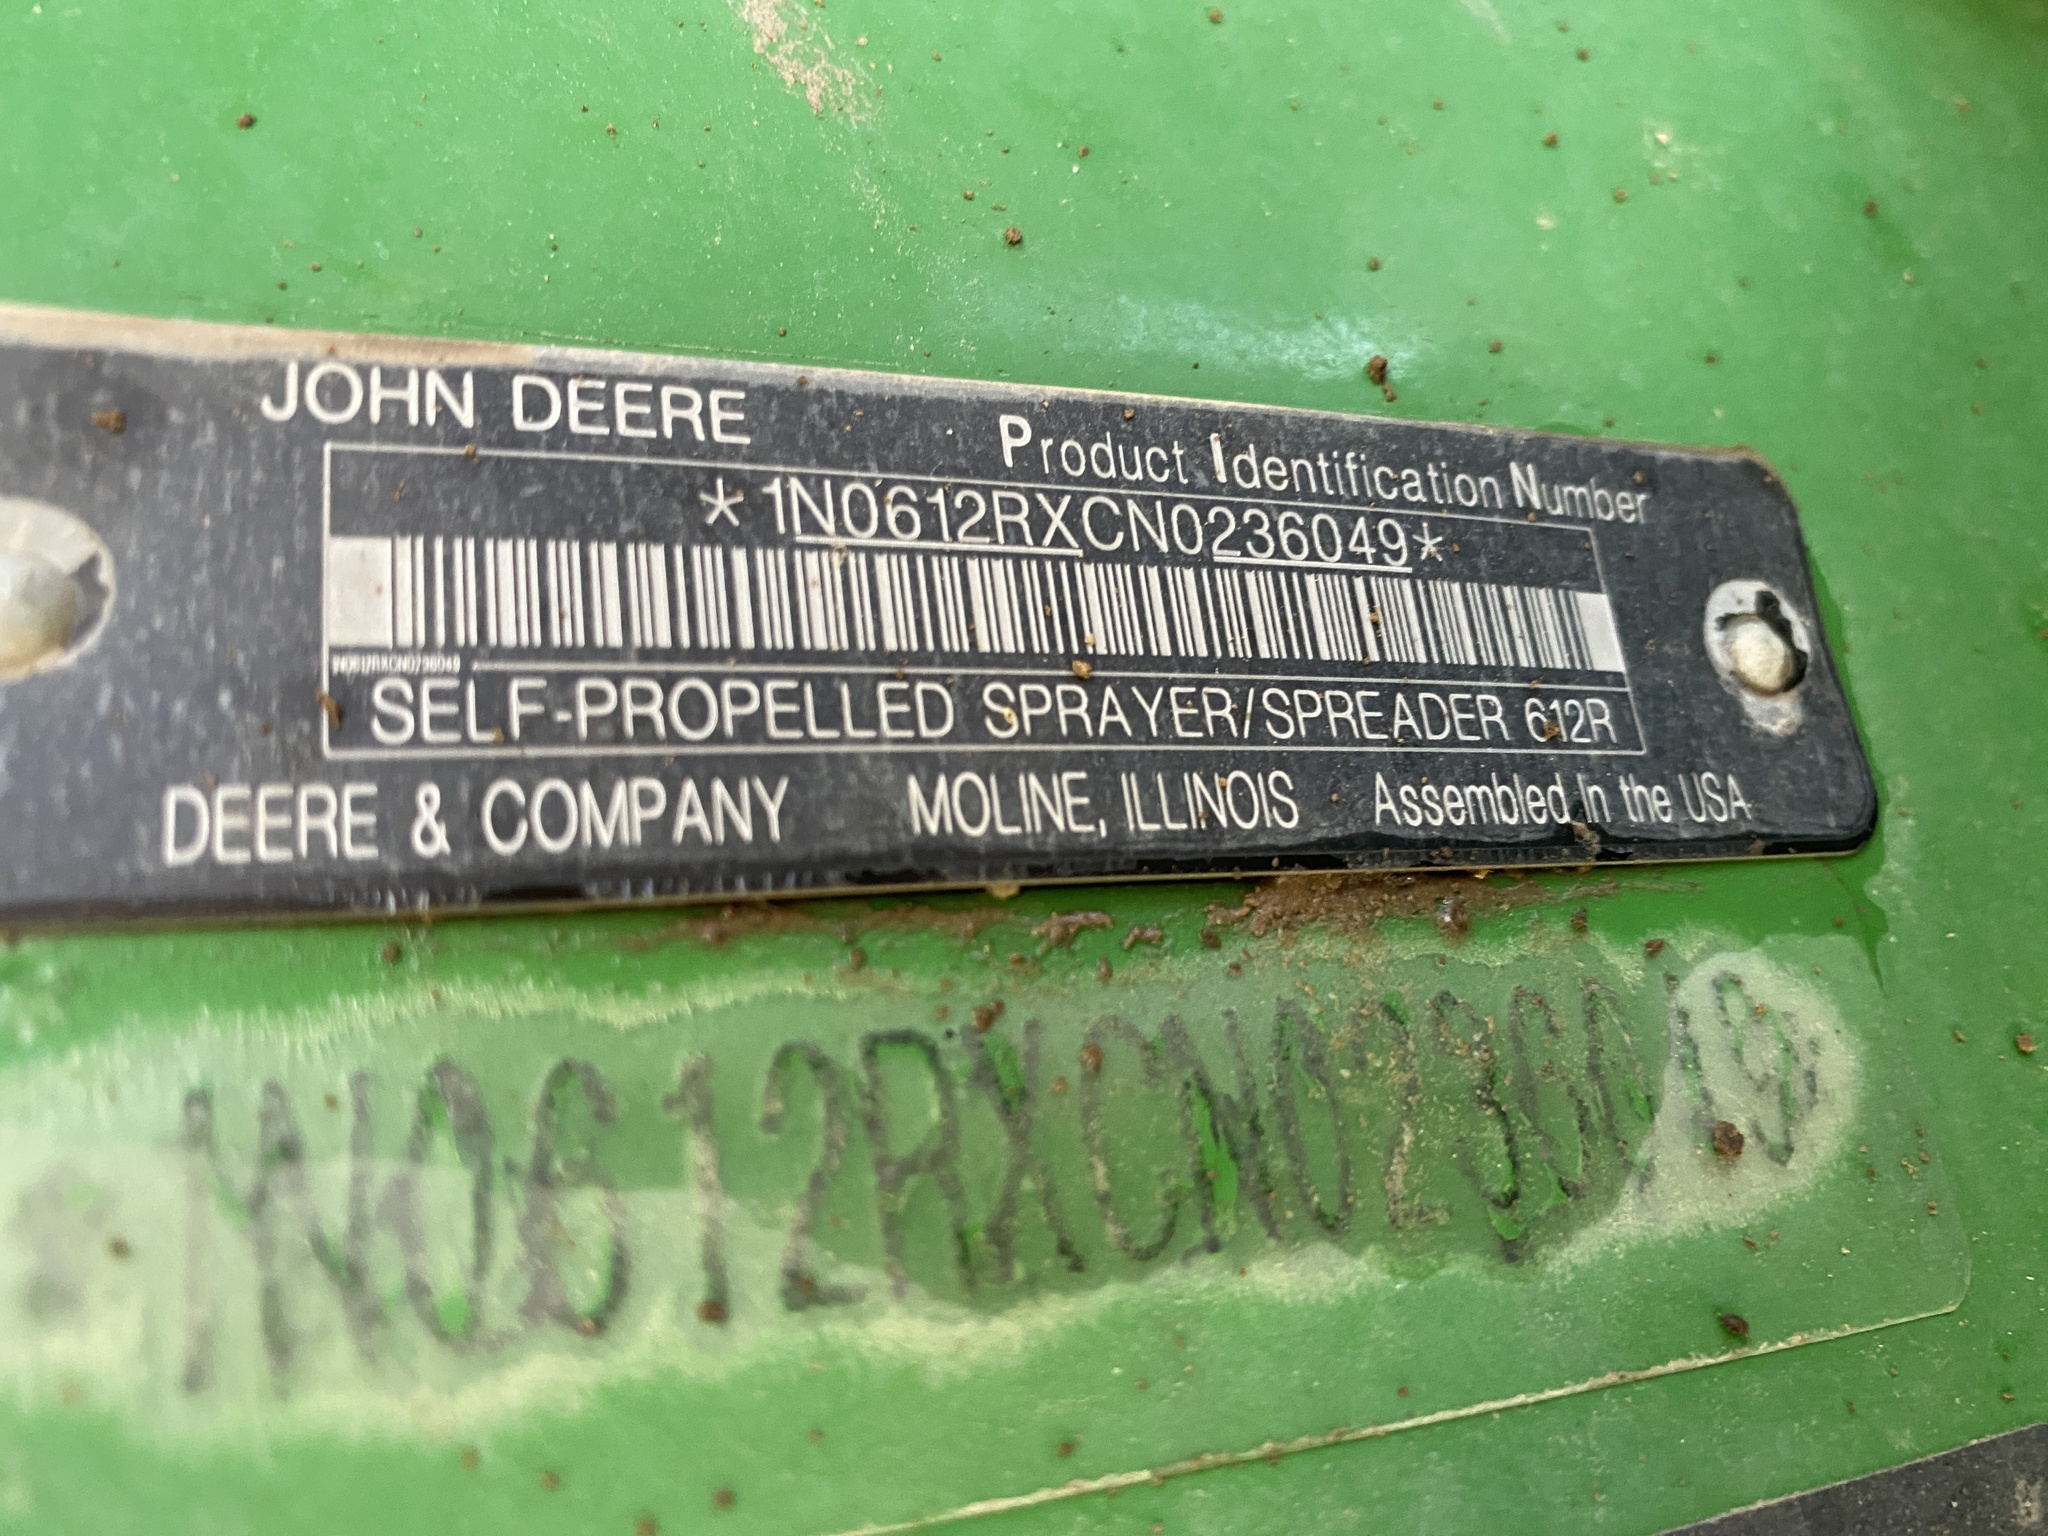 JOHN DEERE
Product Identification Number
*1N0612RXCN0236049*
1N0612RXCN0236049
SELF-PROPELLED SPRAYER/SPREADER 612R
DEERE & COMPANY MOLINE, ILLINOIS Assembled In the USA
1N0612RXCN0236049